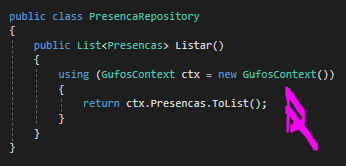 public class PresencaRepository
{
public List<Presencas> Listar()
{
using (GufosContext ctx = new GufosContext())
{
return ctx.Presencas.ToList();
}
}
}